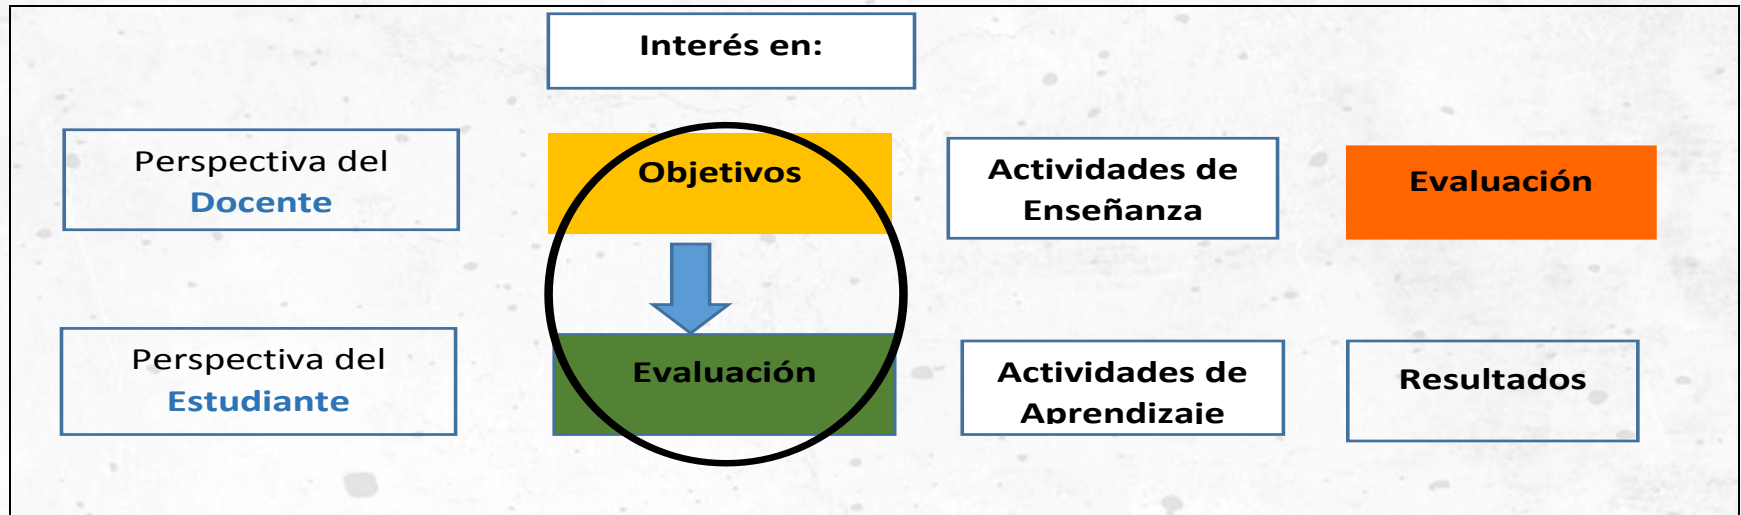 Interés en:
Perspectiva del
Docente
Objetivos
Actividades de
Enseñanza
Evaluación
Perspectiva del
Estudiante
Evaluación
Actividades de
Aprendizaje
Resultados